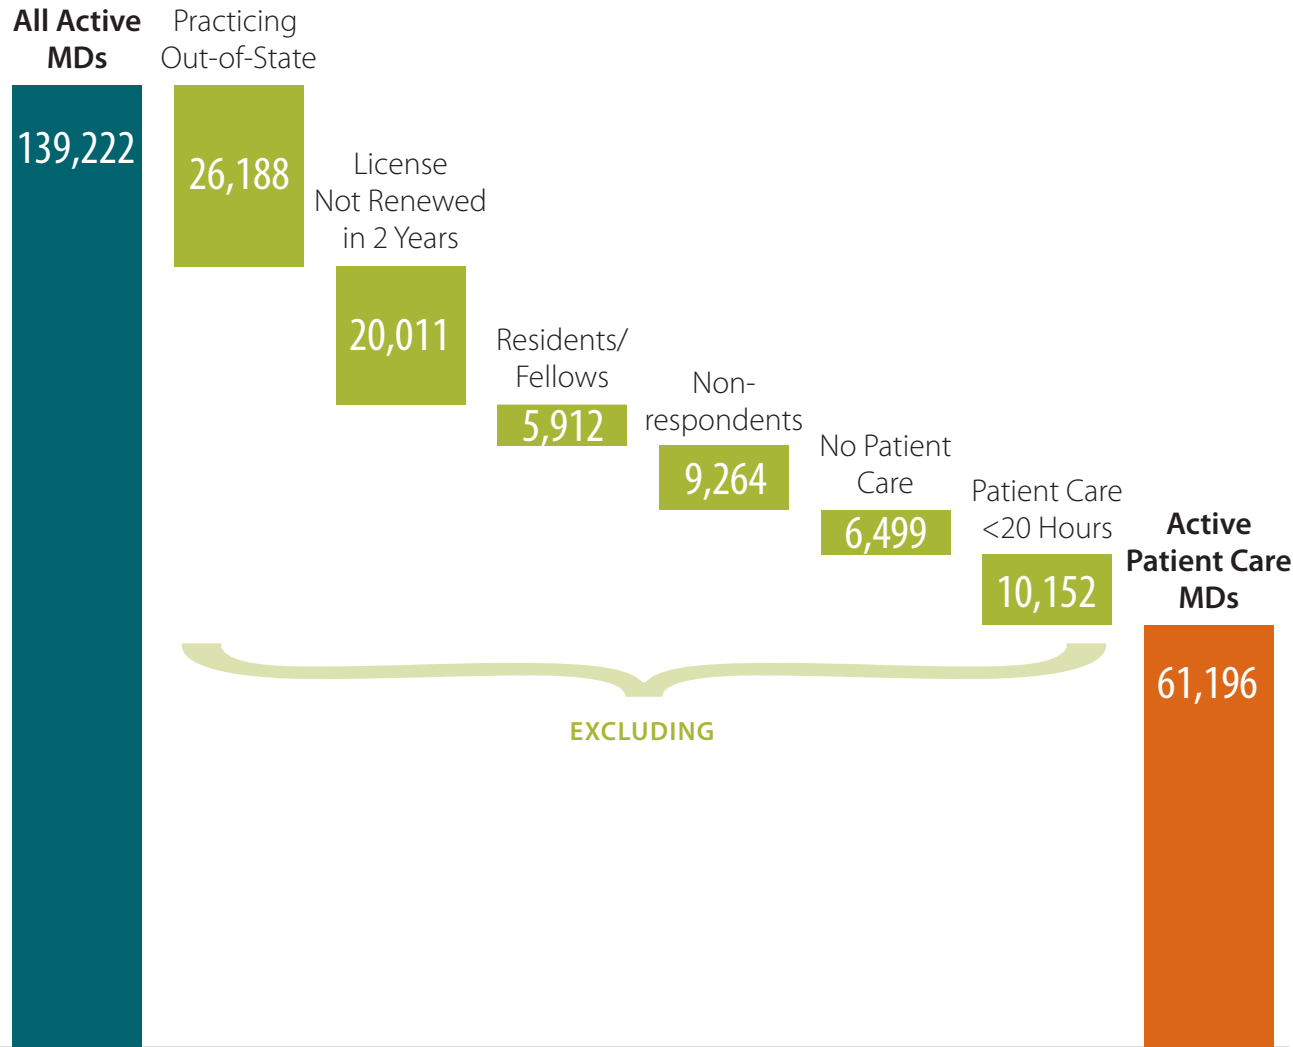 All Active
MDs
139,222
Practicing
Out-of-State
26,188
License
Not Renewed
in 2 Years
20,011
Residents/
Fellows
5,912
Non-
respondents
9,264
No Patient
Care
6,499
Patient Care
<20 Hours
10,152
Active
Patient Care
MDs
61,196
EXCLUDING